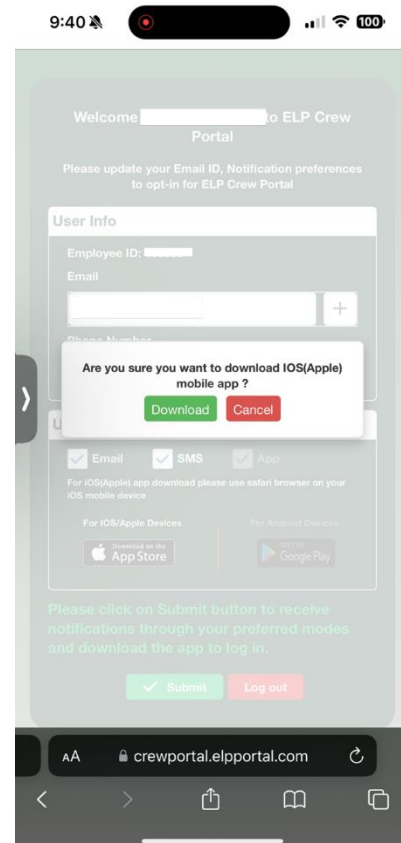 9:40
100
Welcome to ELP Crew
Portal
Please update your Email ID, Notification preferences
to opt-in for ELP Crew Portal
User Info
Employee ID:
Email
+
Phone Number
Are you sure you want to download IOS(Apple)
mobile app ?
Download Cancel
U
Email SMS App
For iOS(Apple) app download please use safari browser on your
iOS mobile device
For IOS/Apple Devices For Android Devices
Download on the
App Store
GET IT ON
Google Play
Please click on Submit button to receive
notifications through your preferred modes
and download the app to log in.
Submit Log out
AA crewportal.elpportal.com